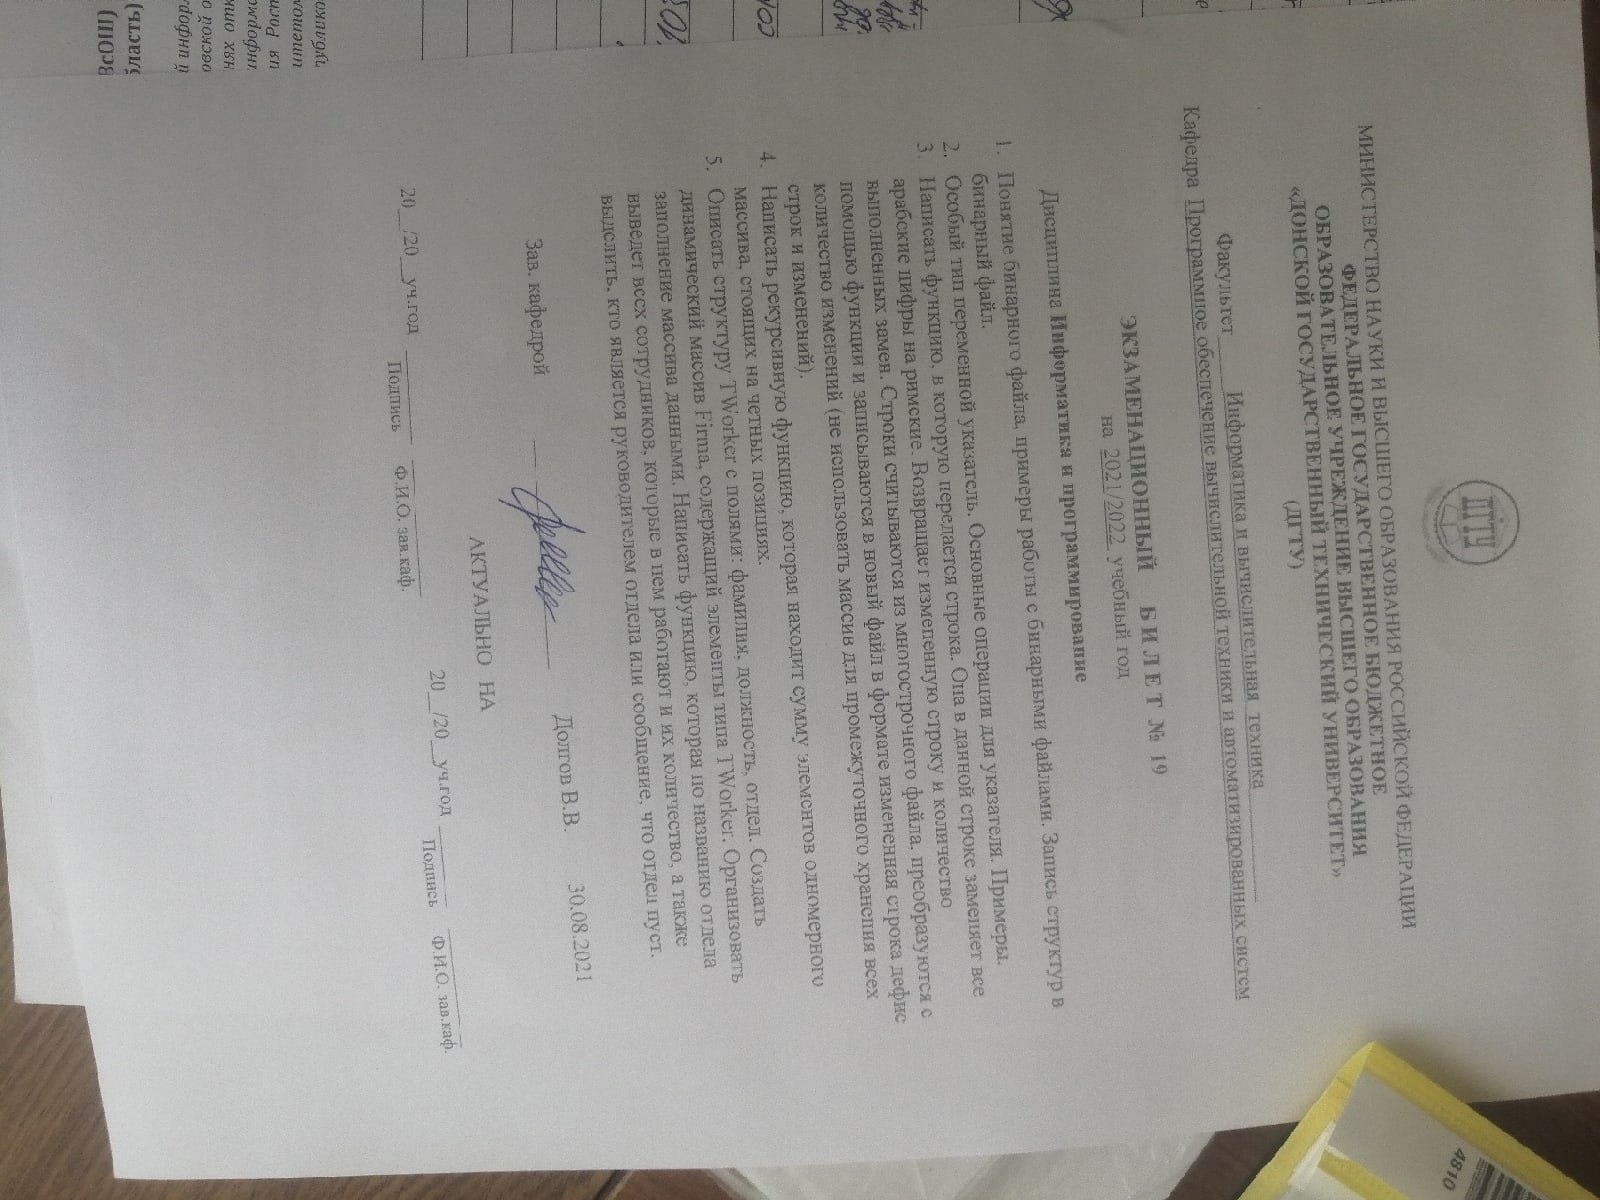 ДГТУ
4810
МИНИСТЕРСТВО НАУКИ И ВЫСШЕГО ОБРАЗОВАНИЯ РОССИЙСКОЙ ФЕДЕРАЦИИ
ФЕДЕРАЛЬНОЕ ГОСУДАРСТВЕННОЕ БЮДЖЕТНОЕ
ОБРАЗОВАТЕЛЬНОЕ УЧРЕЖДЕНИЕ ВЫСШЕГО ОБРАЗОВАНИЯ
«ДОНСКОЙ ГОСУДАРСТВЕННЫЙ ТЕХНИЧЕСКИЙ УНИВЕРСИТЕТ»
(ДГТУ)
Факультет Информатика и вычислительная техника
Кафедра Программное обеспечение вычислительной техники и автоматизированных систем
ЭКЗАМЕНАЦИОННЫЙ Б И Л Е Т № 19
на 2021/2022 учебный год
Дисциплина Информатика и программирование
1. Понятие бинарного файла, примеры работы с бинарными файлами. Запись структур в
бинарный файл.
2. Особый тип переменной указатель. Основные операции для указателя. Примеры.
3. Написать функцию, в которую передается строка. Она в данной строке заменяет все
арабские цифры на римские. Возвращает измененную строку и количество
выполненных замен. Строки считываются из многострочного файла, преобразуются с
помощью функции и записываются в новый файл в формате измененная строка дефис
количество изменений (не использовать массив для промежуточного хранения всех
строк и изменений).
4. Написать рекурсивную функцию, которая находит сумму элементов одномерного
массива, стоящих на четных позициях.
5. Описать структуру TWorker с полями: фамилия, должность, отдел. Создать
динамический массив Firma, содержащий элементы типа TWorker. Организовать
заполнение массива данными. Написать функцию, которая по названию отдела
выведет всех сотрудников, которые в нем работают и их количество, а также
выделить, кто является руководителем отдела или сообщение, что отдел пуст.
Зав. кафедрой Долгов В.В. 30.08.2021
АКТУАЛЬНО НА
20__/20__уч.год Подпись Ф.И.О. зав.каф.
20__/20__уч.год Подпись Ф.И.О. зав.каф.